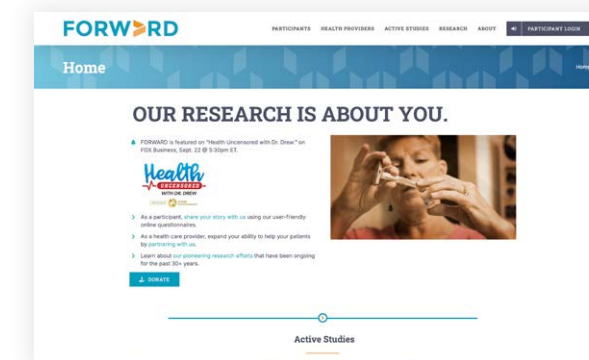 FORWARD
PARTICIPANTS HEALTH PROVIDERS ACTIVE STUDIES RESEARCH ABOUT PARTICIPANT LOGIN
Home
Home
OUR RESEARCH IS ABOUT YOU.
FORWARD is featured on "Health Uncensored with Dr. Drew" on
FOX Business, Sept. 22 @ 5:30pm ET.
Health
UNCENSORED
WITH DR. DREW
As a participant, share your story with us using our user-friendly
online questionnaires.
As a health care provider, expand your ability to help your patients
by partnering with us.
Learn about our pioneering research efforts that have been ongoing
for the past 30+ years.
DONATE
Active Studies